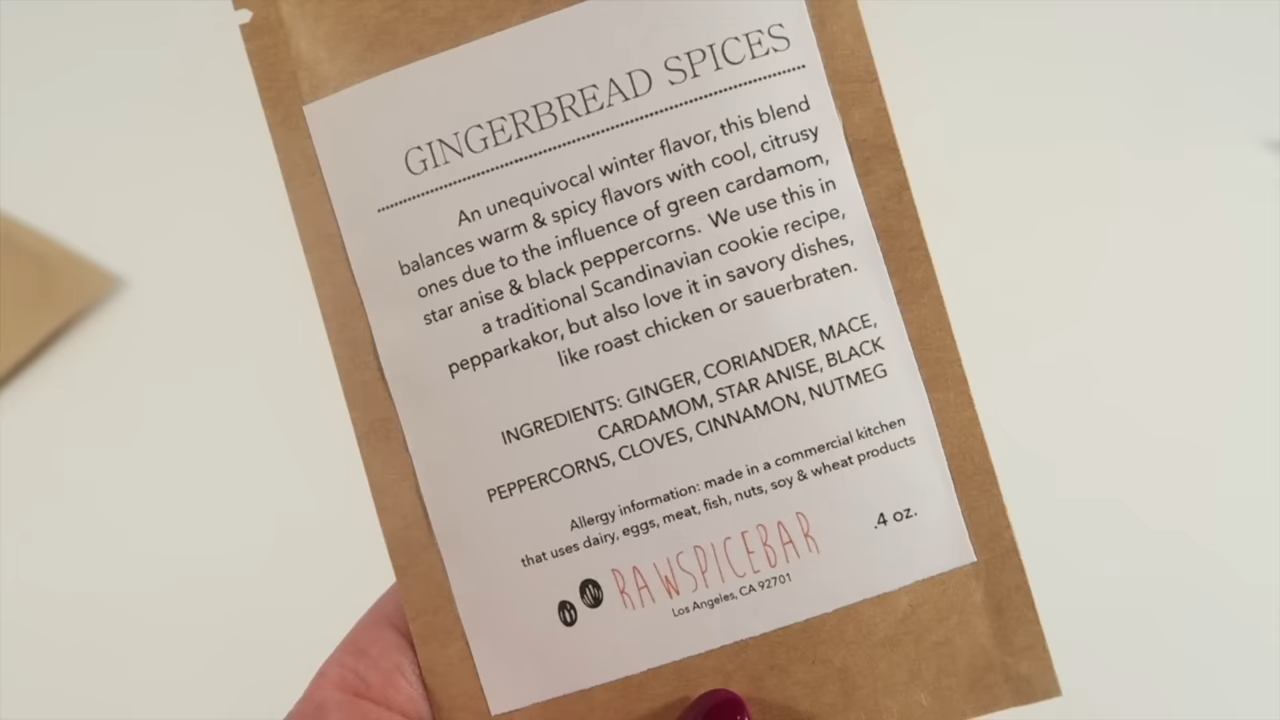 GINGERBREAD SPICES
An unequivocal winter flavor, this blend
balances warm & spicy flavors with cool, citrusy
ones due to the influence of green cardamom,
star anise & black peppercorns. We use this in
a traditional Scandinavian cookie recipe,
pepparkakor, but also love it in savory dishes,
like roast chicken or sauerbraten.
INGREDIENTS: GINGER, CORIANDER, MACE,
CARDAMOM, STAR ANISE, BLACK
PEPPERCORNS, CLOVES, CINNAMON, NUTMEG
Allergy information: made in a commercial kitchen
that uses dairy, eggs, meat, fish, nuts, soy & wheat products
.4 oz.
RAWSPICEBAR
Los Angeles, CA 92701